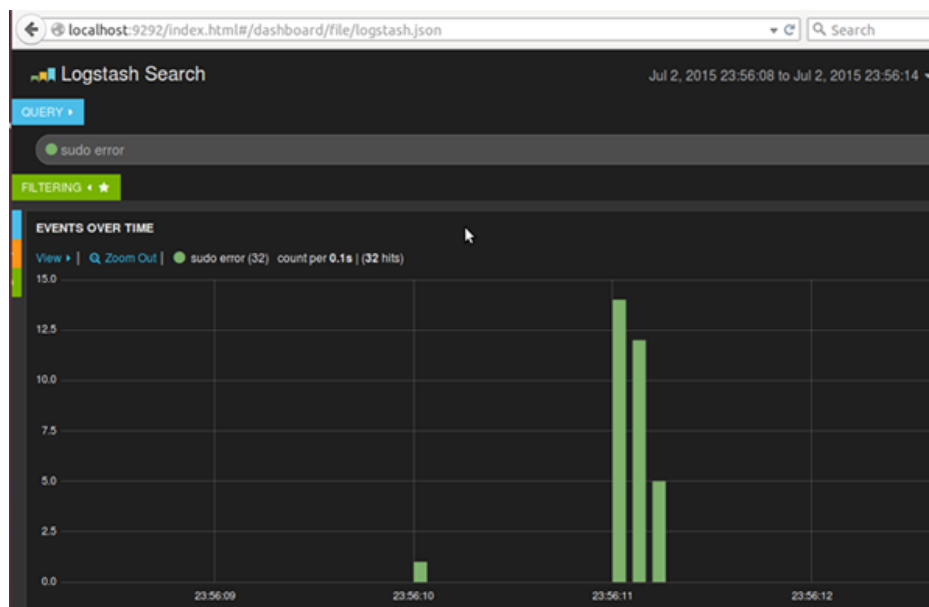 localhost:9292/index.html#/dashboard/file/logstash.json
Search
Logstash Search
Jul 2, 2015 23:56:08 to Jul 2, 2015 23:56:14
QUERY
sudo error
FILTERING
EVENTS OVER TIME
View | Zoom Out | sudo error (32) count per 0.1s | (32 hits)
15.0
12.5
10.0
7.5
5.0
2.5
0.0
23:56:09 23:56:10 23:56:11 23:56:12